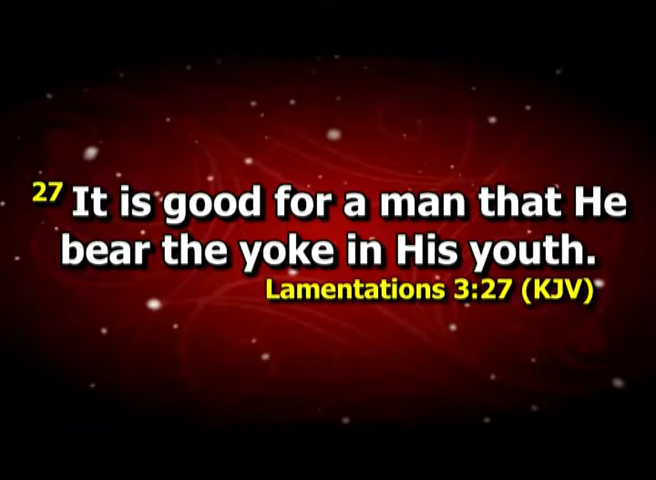 27 It is good for a man that He
bear the yoke in His youth.
Lamentations 3:27 (KJV)